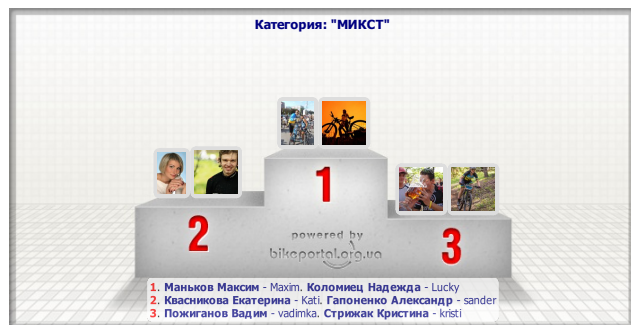 Категория: "МИКСТ"
1
2
3
powered by
bikeportal.org.ua
1. Маньков Максим - Maxim. Коломиец Надежда - Lucky
2. Квасникова Екатерина - Kati. Гапоненко Александр - sander
3. Пожиганов Вадим - vadimka. Стрижак Кристина - kristi